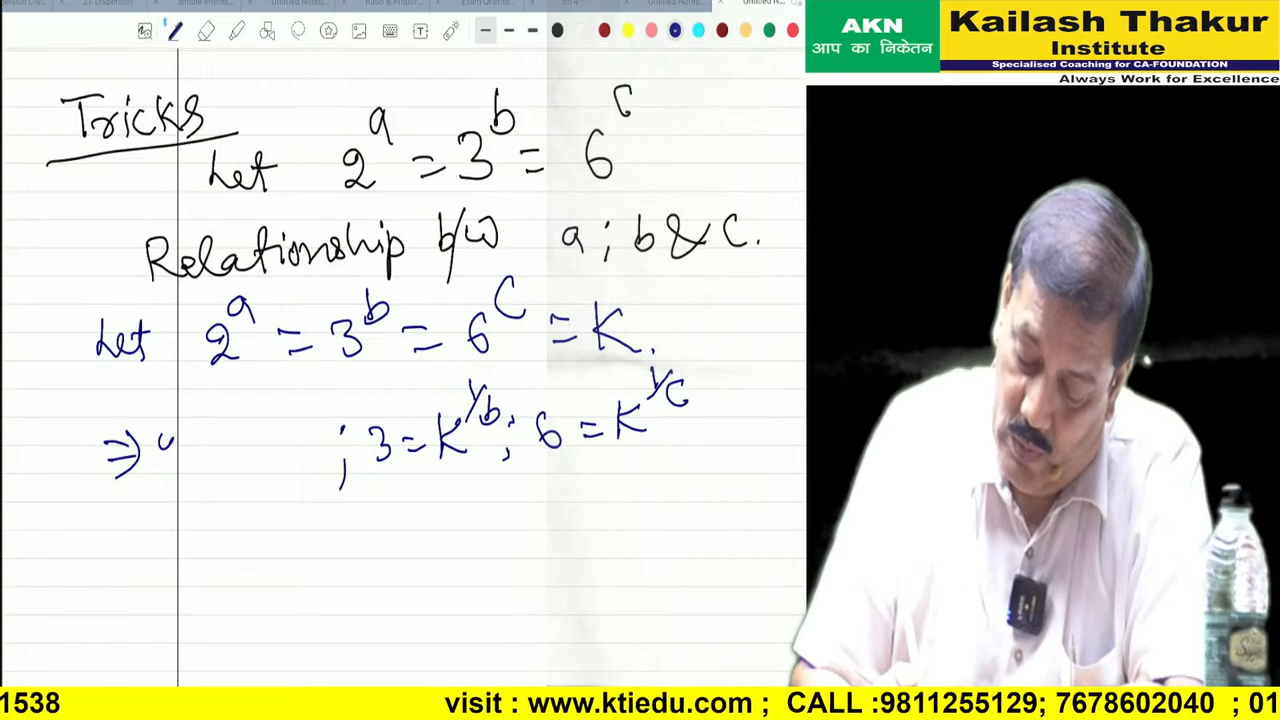 AKN
आप का निकेतन
Kailash Thakur
Institute
Specialised Coaching for CA-FOUNDATION
Always Work for Excellence
Tricks
Let 2^a = 3^b = 6^c
Relationship b/w a ; b & c.
Let 2^a = 3^b = 6^c = K.
⇒ ; 3 = K^1/b ; 6 = K^1/c
1538 visit : www.ktiedu.com ; CALL :9811255129; 7678602040 ; 01